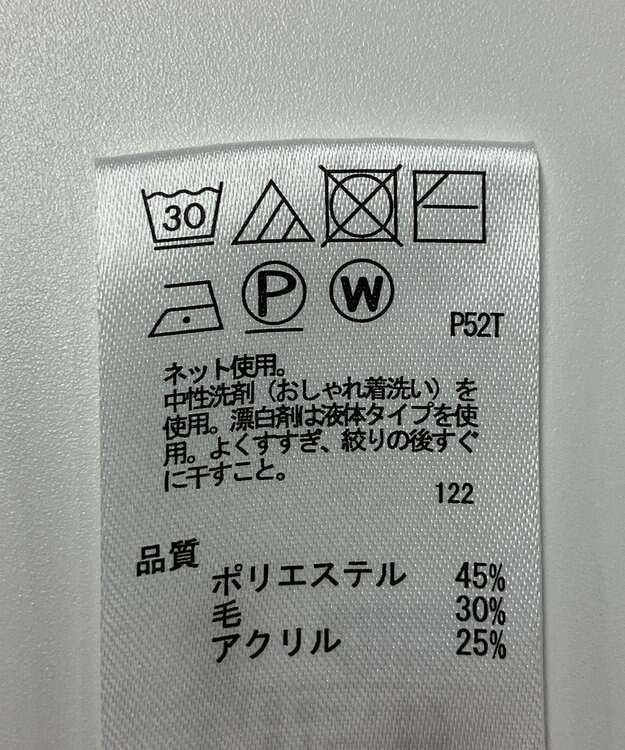 30
P W
P52T
ネット使用。
中性洗剤（おしゃれ着洗い）を
使用。漂白剤は液体タイプを使
用。よくすすぎ、絞りの後すぐ
に干すこと。
122
品質
ポリエステル 45%
毛 30%
アクリル 25%